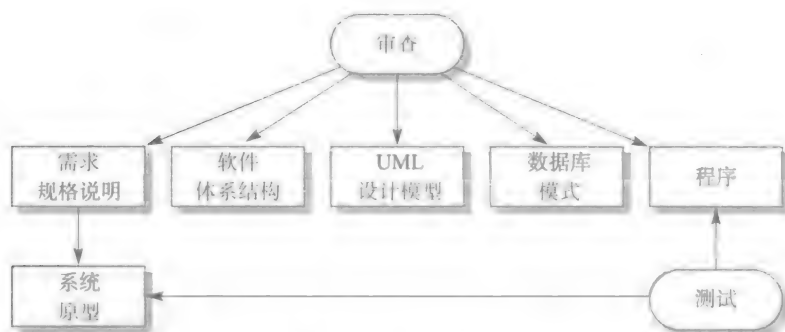 审查
需求
规格说明
软件
体系结构
UML
设计模型
数据库
模式
程序
系统
原型
测试